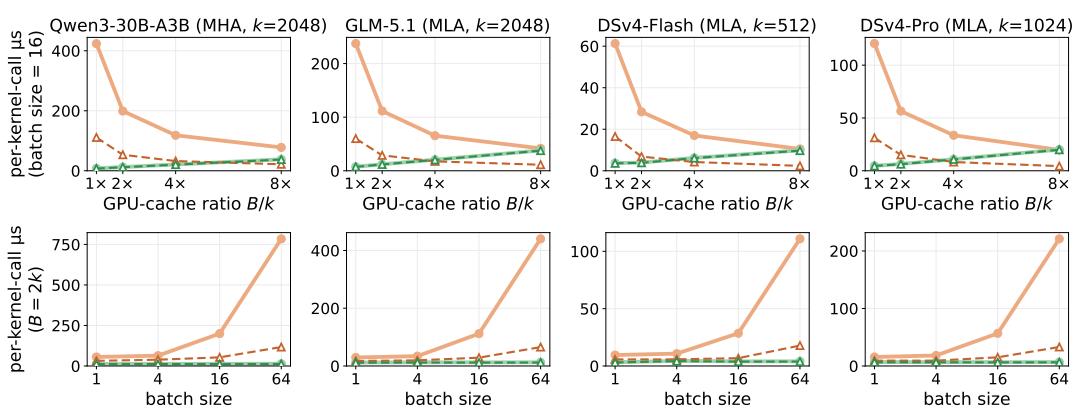 Qwen3-30B-A3B (MHA, k=2048)
GLM-5.1 (MLA, k=2048)
DSv4-Flash (MLA, k=512)
DSv4-Pro (MLA, k=1024)
per-kernel-call µs
(batch size = 16)
400
200
0
1× 2× 4× 8×
GPU-cache ratio B/k
200
100
0
1× 2× 4× 8×
GPU-cache ratio B/k
60
40
20
0
1× 2× 4× 8×
GPU-cache ratio B/k
100
50
0
1× 2× 4× 8×
GPU-cache ratio B/k
per-kernel-call µs
(B = 2k)
750
500
250
0
1 4 16 64
batch size
400
200
0
1 4 16 64
batch size
100
50
0
1 4 16 64
batch size
200
100
0
1 4 16 64
batch size